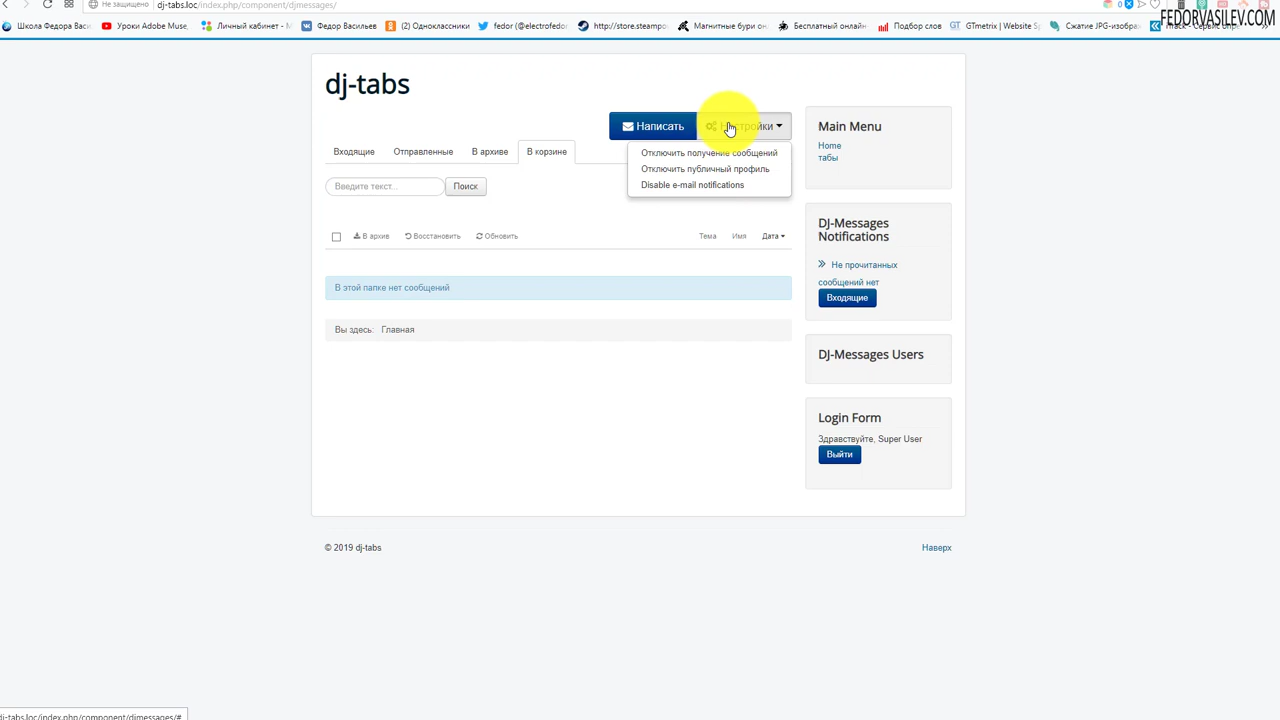 Не защищено
dj-tabs.loc/index.php/component/djmessages/
FEDORVASILEV.COM
Школа Федора Васи
Уроки Adobe Muse,
Личный кабинет - М
Федор Васильев
(2) Одноклассники
fedor (@electrofedo
http://store.steampo
Магнитные бури он
Бесплатный онлайн
Подбор слов
GTmetrix | Website Sp
Сжатие JPG-изобра
dj-tabs
Написать
Настройки
Входящие
Отправленные
В архиве
В корзине
Отключить получение сообщений
Отключить публичный профиль
Disable e-mail notifications
Введите текст...
Поиск
В архив
Восстановить
Обновить
Тема
Имя
Дата
В этой папке нет сообщений
Вы здесь: Главная
Main Menu
Home
табы
DJ-Messages
Notifications
Не прочитанных
сообщений нет
Входящие
DJ-Messages Users
Login Form
Здравствуйте, Super User
Выйти
© 2019 dj-tabs
Наверх
dj-tabs.loc/index.php/component/djmessages/#